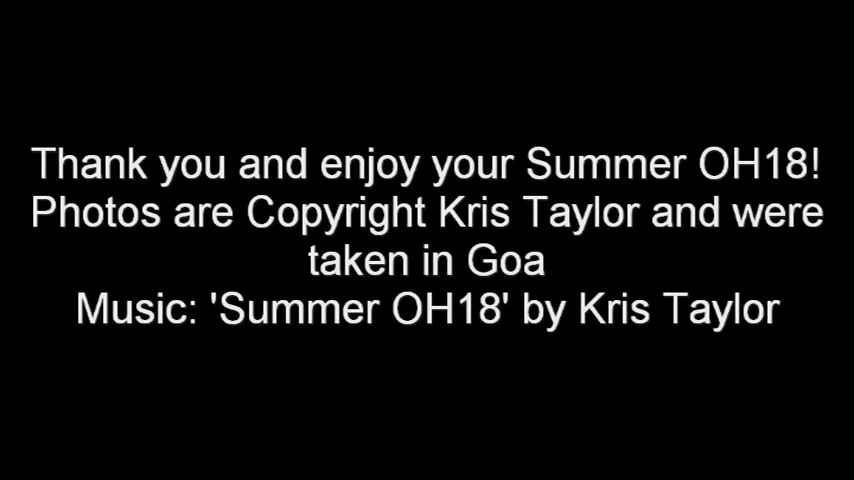 Thank you and enjoy your Summer OH18!
Photos are Copyright Kris Taylor and were
taken in Goa
Music: 'Summer OH18' by Kris Taylor